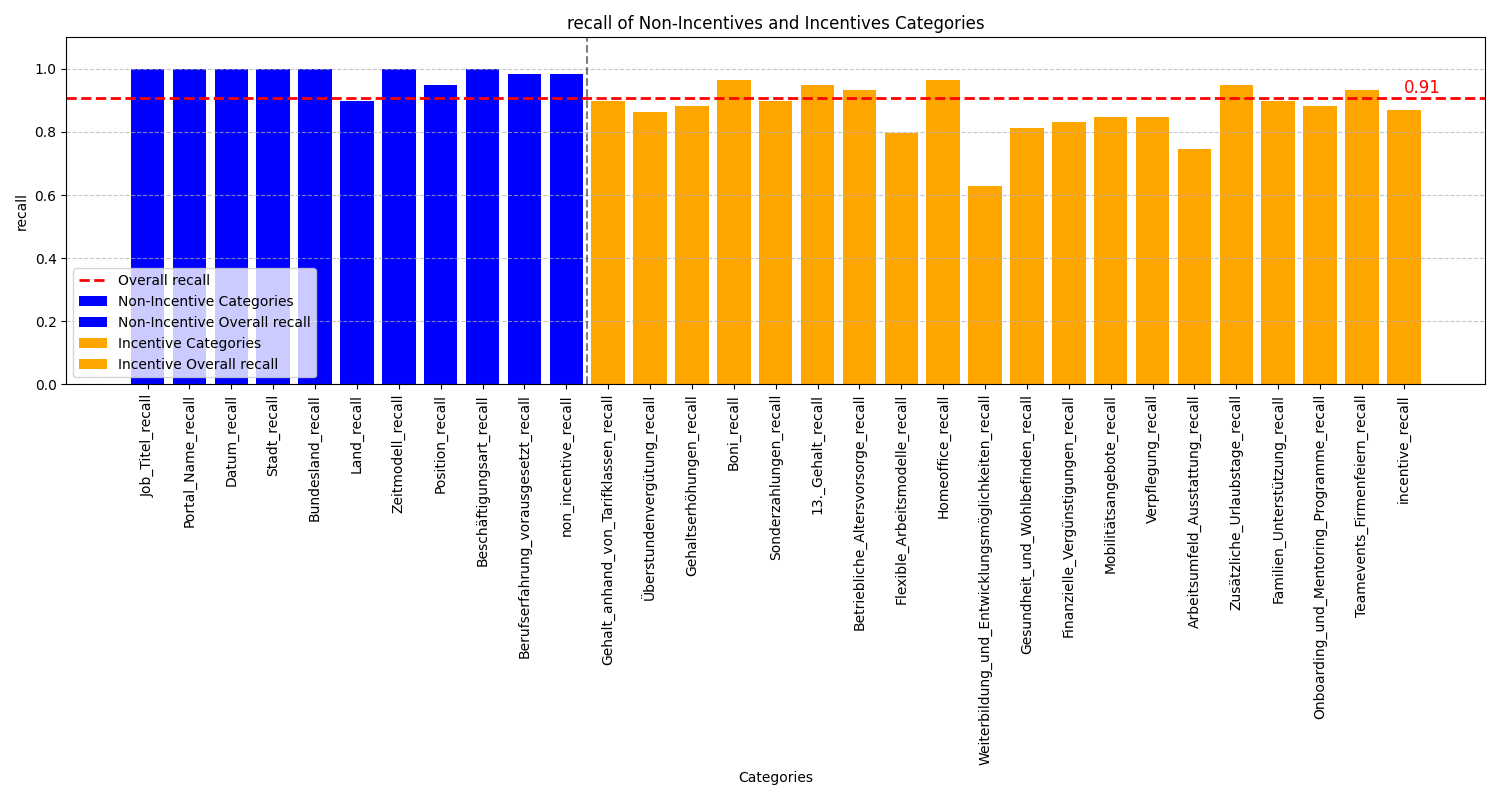 recall of Non-Incentives and Incentives Categories
recall
1.0
0.8
0.6
0.4
0.2
0.0
0.91
Overall recall
Non-Incentive Categories
Non-Incentive Overall recall
Incentive Categories
Incentive Overall recall
Job_Titel_recall
Portal_Name_recall
Datum_recall
Stadt_recall
Bundesland_recall
Land_recall
Zeitmodell_recall
Position_recall
Beschäftigungsart_recall
Berufserfahrung_vorausgesetzt_recall
non_incentive_recall
Gehalt_anhand_von_Tarifklassen_recall
Überstundenvergütung_recall
Gehaltserhöhungen_recall
Boni_recall
Sonderzahlungen_recall
13._Gehalt_recall
Betriebliche_Altersvorsorge_recall
Flexible_Arbeitsmodelle_recall
Homeoffice_recall
Weiterbildung_und_Entwicklungsmöglichkeiten_recall
Gesundheit_und_Wohlbefinden_recall
Finanzielle_Vergünstigungen_recall
Mobilitätsangebote_recall
Verpflegung_recall
Arbeitsumfeld_Ausstattung_recall
Zusätzliche_Urlaubstage_recall
Familien_Unterstützung_recall
Onboarding_und_Mentoring_Programme_recall
Teamevents_Firmenfeiern_recall
incentive_recall
Categories